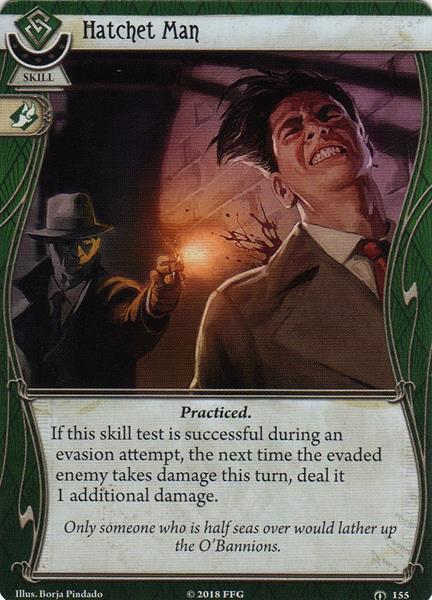 Hatchet Man
SKILL
Practiced.
If this skill test is successful during an
evasion attempt, the next time the evaded
enemy takes damage this turn, deal it
1 additional damage.
Only someone who is half seas over would lather up
the O'Bannions.
Illus. Borja Pindado © 2018 FFG 155